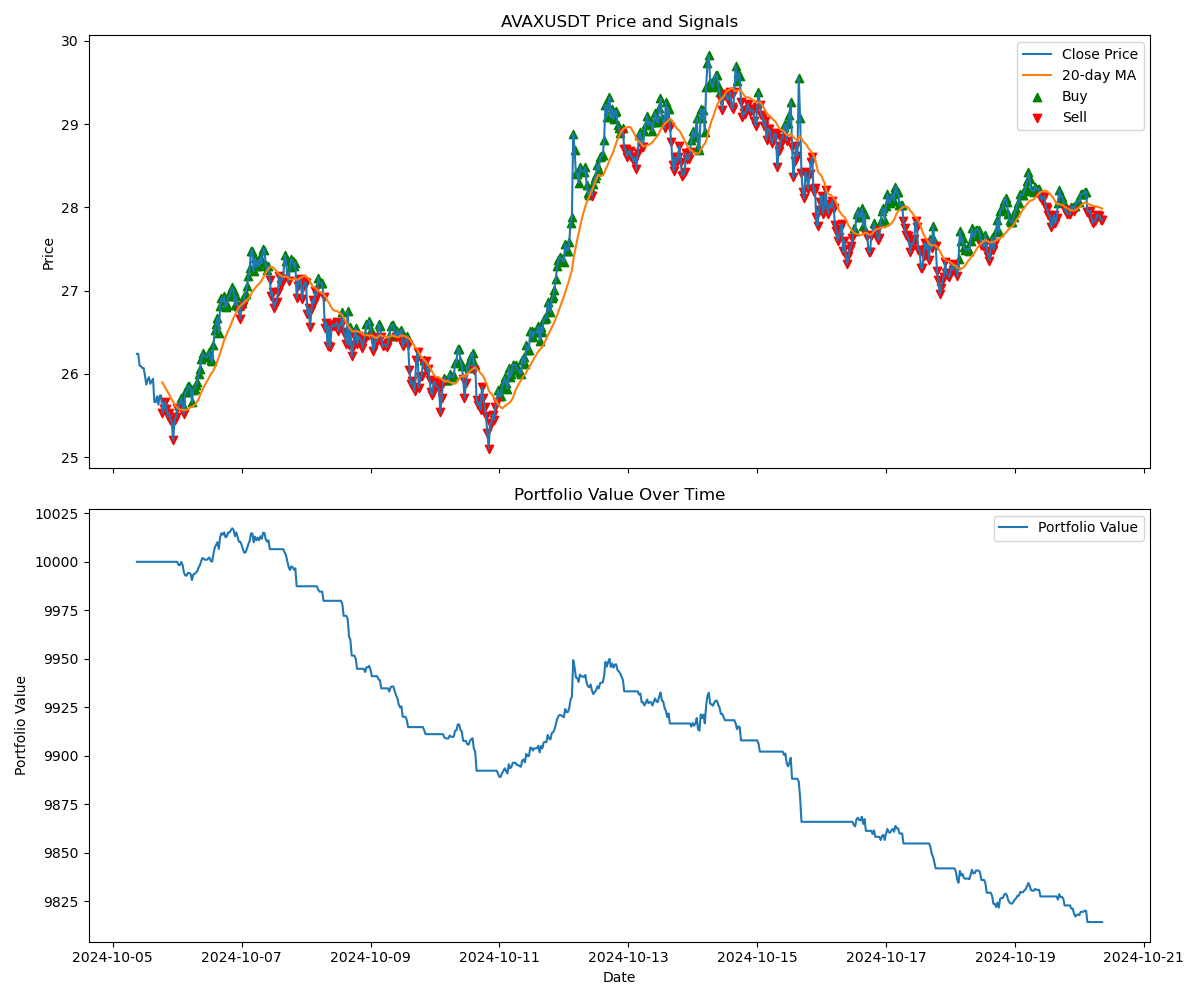 AVAXUSDT Price and Signals
30
29
28
27
26
25
Price
Close Price
20-day MA
Buy
Sell
Portfolio Value Over Time
10025
10000
9975
9950
9925
9900
9875
9850
9825
Portfolio Value
Portfolio Value
2024-10-05
2024-10-07
2024-10-09
2024-10-11
2024-10-13
2024-10-15
2024-10-17
2024-10-19
2024-10-21
Date